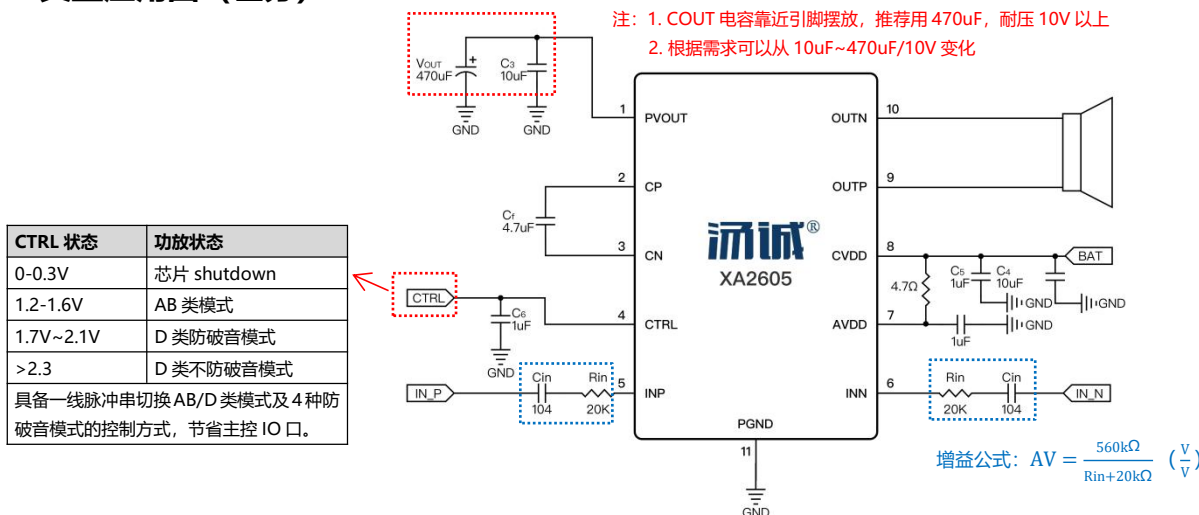 注：1. COUT 电容靠近引脚摆放，推荐用 470uF，耐压 10V 以上
2. 根据需求可以从 10uF~470uF/10V 变化
VOUT
470uF
+
C3
10uF
GND
GND
1
PVOUT
OUTN
10
2
CP
OUTP
9
Cf
4.7uF
3
CN
汤诚®
XA2605
CVDD
8
BAT
4.7Ω
C5
1uF
C4
10uF
GND
GND
CTRL
C6
1uF
GND
4
CTRL
AVDD
7
1uF
GND
IN_P
Cin
104
Rin
20K
5
INP
INN
6
Rin
20K
Cin
104
IN_N
PGND
11
GND
CTRL 状态 功放状态
0-0.3V 芯片 shutdown
1.2-1.6V AB 类模式
1.7V~2.1V D 类防破音模式
>2.3 D 类不防破音模式
具备一线脉冲串切换 AB/D 类模式及 4 种防
破音模式的控制方式，节省主控 IO 口。
增益公式：AV = 560kΩ / Rin+20kΩ (V/V)